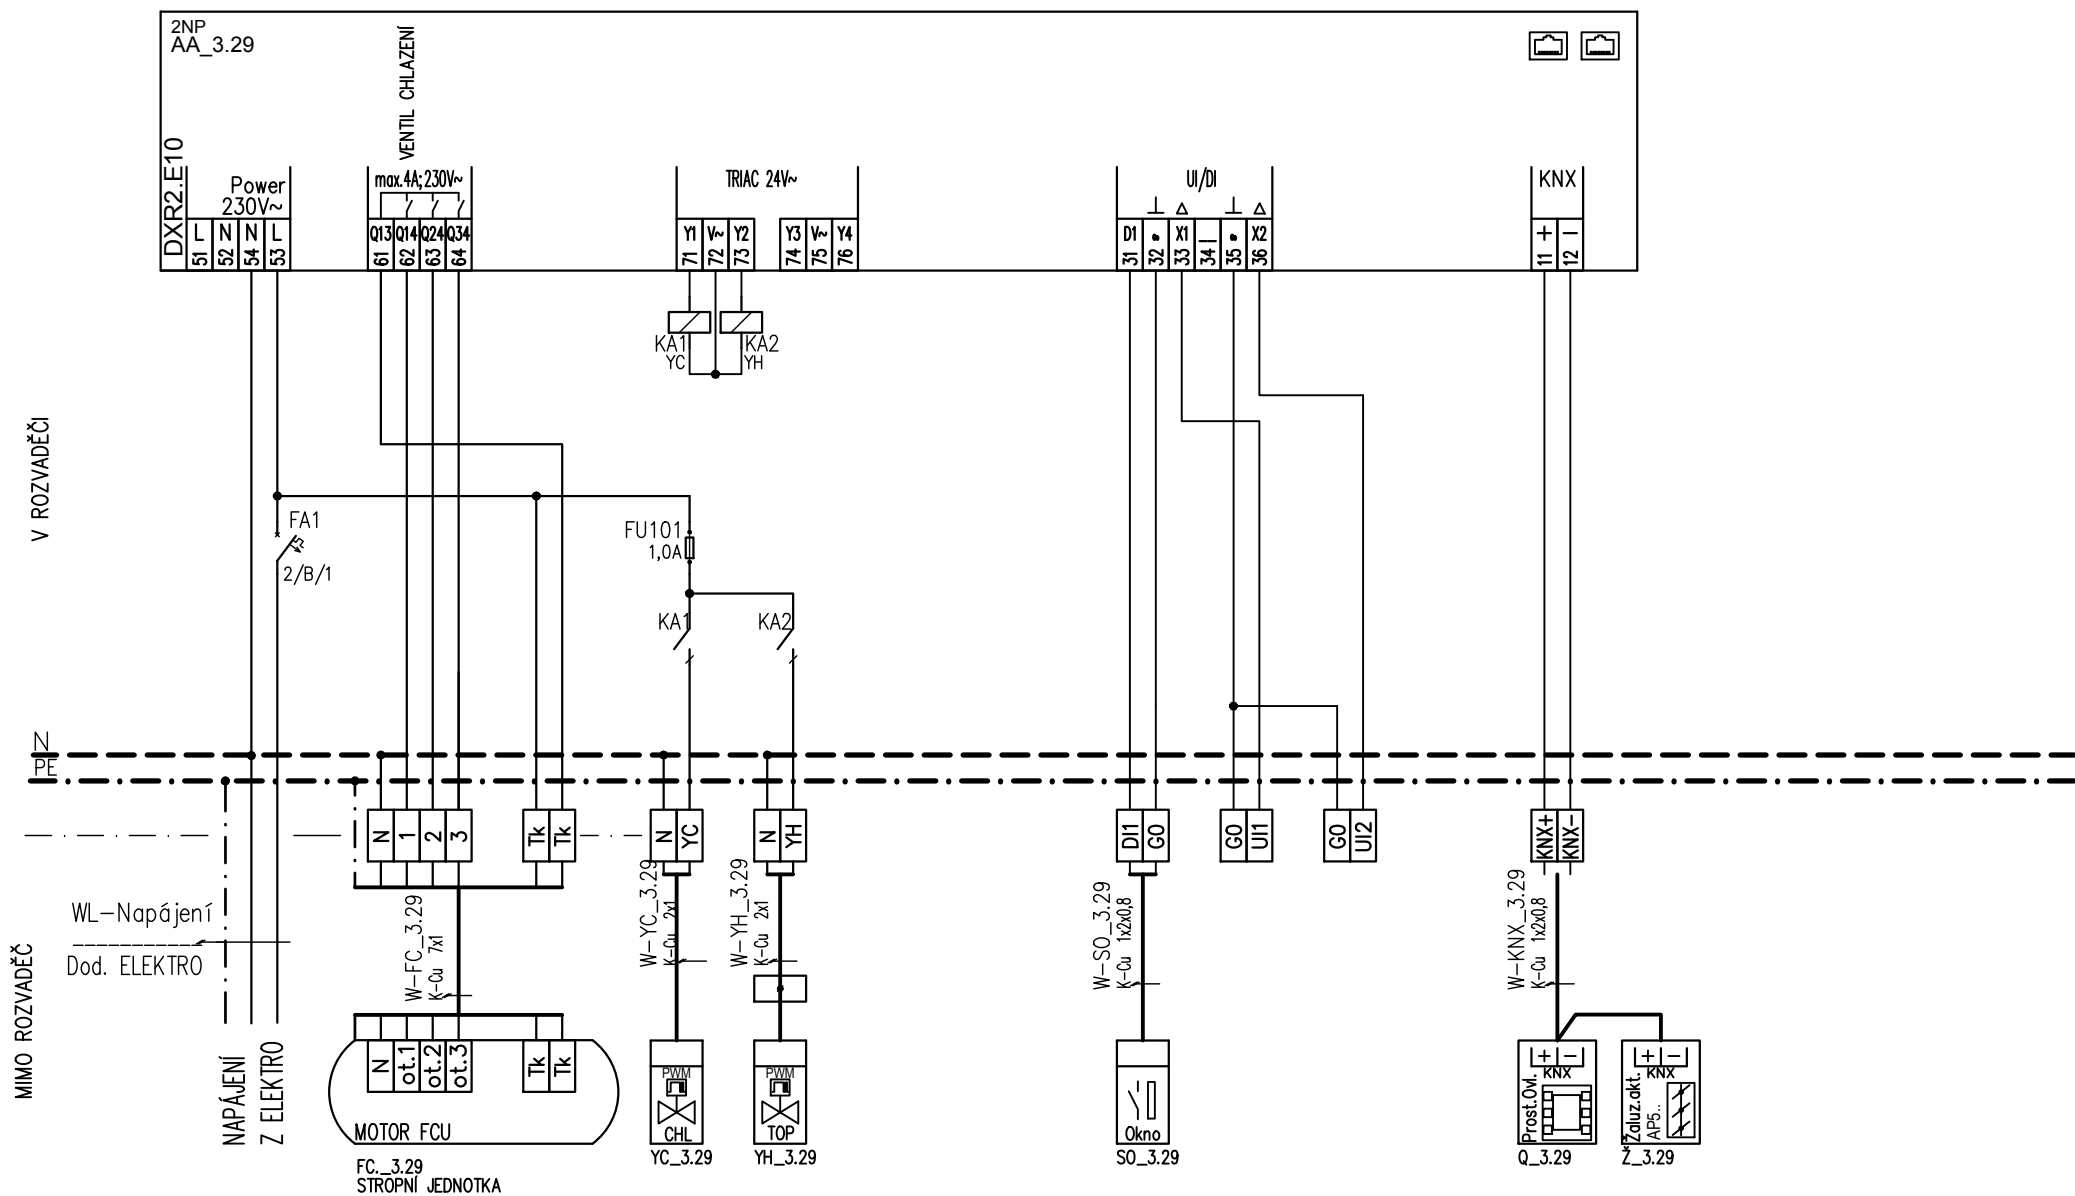 2NP
AA_3.29
VENTIL CHLAZENÍ
DXR2.E10
Power
230V~
max.4A;230V~
TRIAC 24V~
UI/DI
KNX
L N N L
51 52 54 53
Q13 Q14 Q24 Q34
61 62 63 64
Y1 V~ Y2
71 72 73
Y3 V~ Y4
74 75 76
D1 X1 X2
31 32 33 34 35 36
+ −
11 12
KA1
YC
KA2
YH
V ROZVADĚČI
FA1
2/B/1
FU101
1,0A
KA1
KA2
N
PE
N 1 2 3
Tk Tk
N YC
N YH
DI1 G0
G0 UI1
G0 UI2
KNX+ KNX-
WL-Napájení
Dod. ELEKTRO
W-FC_3.29
K-Cu 7x1
W-YC_3.29
K-Cu 2x1
W-YH_3.29
K-Cu 2x1
W-SO_3.29
K-Cu 1x2x0,8
W-KNX_3.29
K-Cu 1x2x0,8
MIMO ROZVADĚČ
NAPÁJENÍ
Z ELEKTRO
N ot.1 ot.2 ot.3
Tk Tk
MOTOR FCU
FC._3.29
STROPNÍ JEDNOTKA
PWM
CHL
YC_3.29
PWM
TOP
YH_3.29
Okno
SO_3.29
+ −
KNX
Prost.Ovl.
Q_3.29
+ −
KNX
Žaluz.akt.
AP5..
Ž_3.29